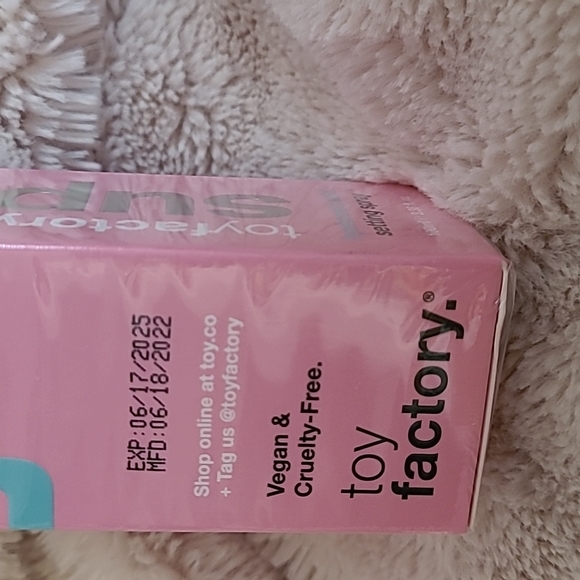 EXP:06/17/2025
MFD:06/18/2022
Shop online at toy.co
+ Tag us @toyfactory
Vegan &
Cruelty-Free.
toy
factory.®
toyfactory
sup
setting spray